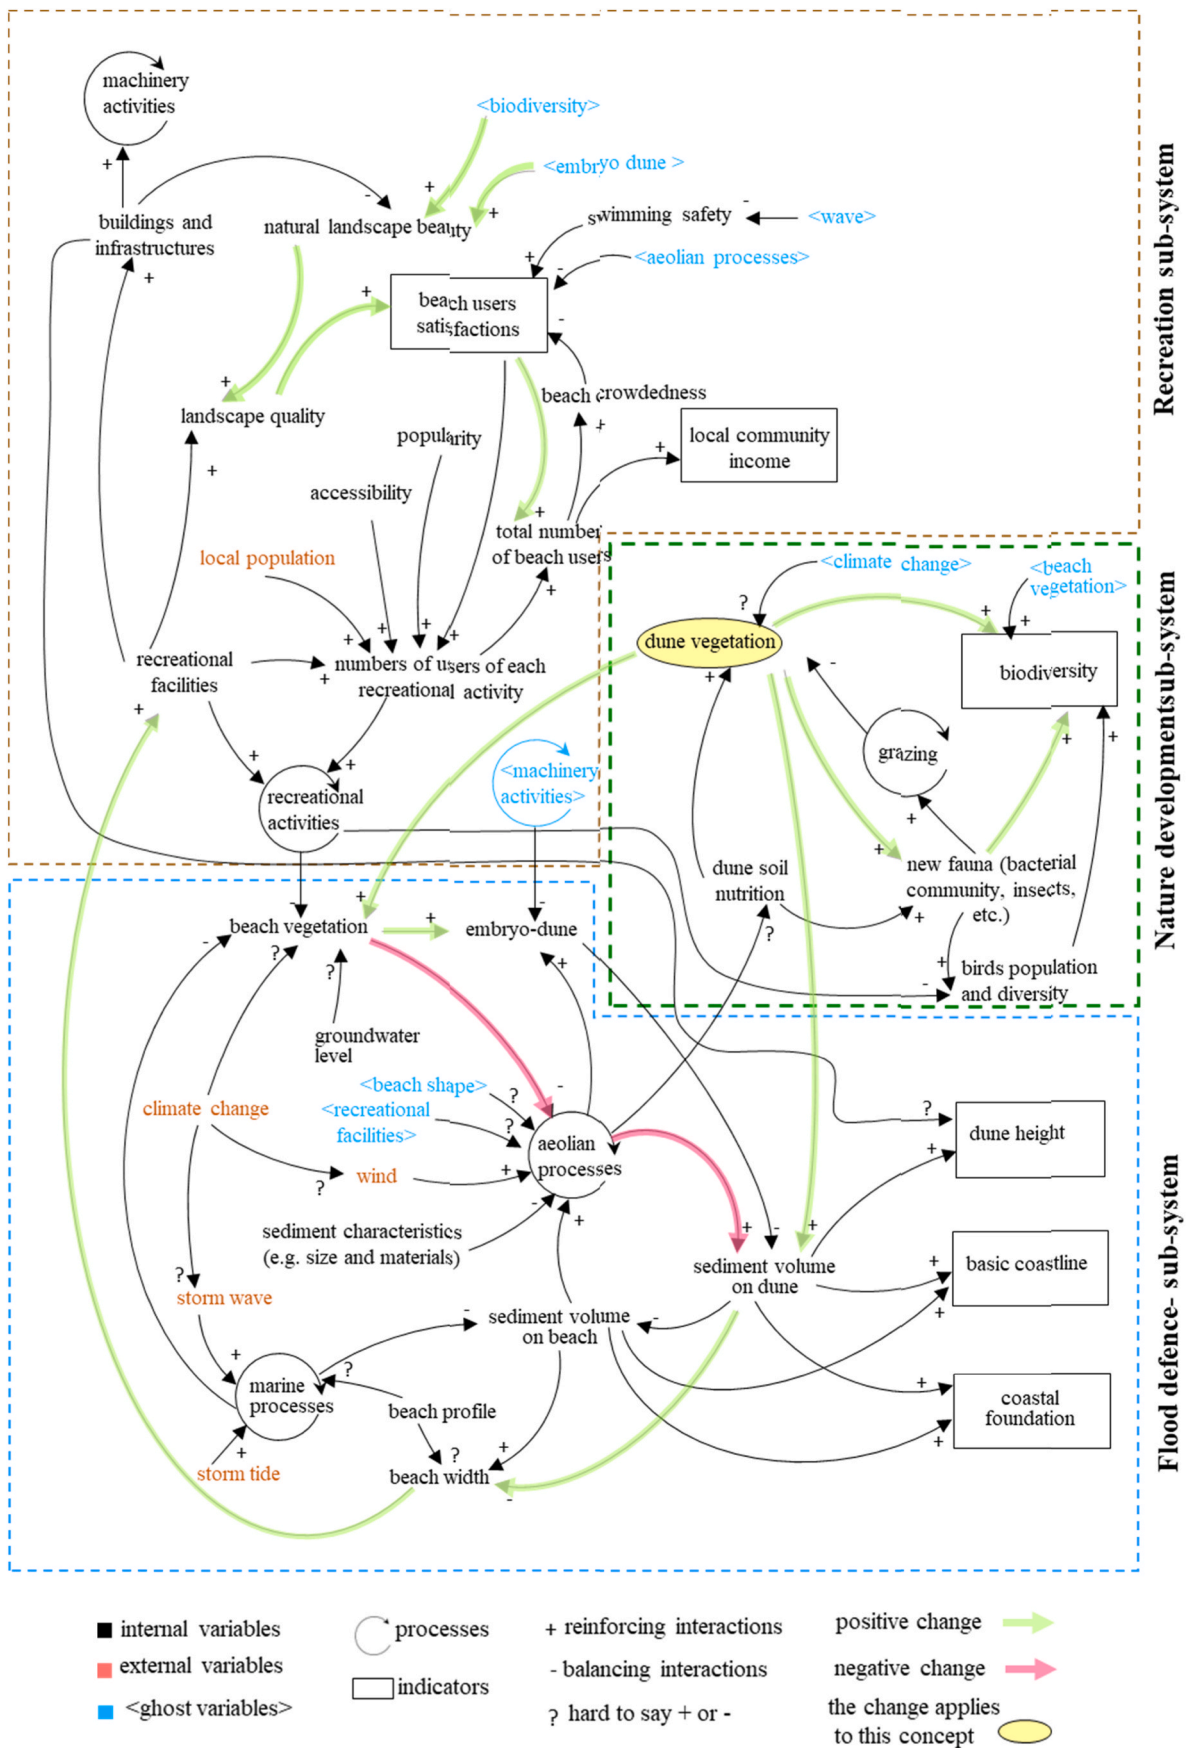 machinery
activities
<biodiversity>
<embryo dune >
+
+
-
+
buildings and
infrastructures
natural landscape beauty
swimming safety
-
<wave>
+
-
<aeolian processes>
+
+
beach users
satisfactions
-
+
landscape quality
beach crowdedness
+
+
popularity
local community
income
+
accessibility
+
total number
of beach users
local population
+
+
+
+
+
recreational
facilities
+
numbers of users of each
recreational activity
+
+
+
recreational
activities
<machinery
activities>
Recreation sub-system
<climate change>
<beach
vegetation>
?
+
+
dune vegetation
biodiversity
-
+
grazing
+
+
+
+
dune soil
nutrition
new fauna (bacterial
community, insects,
etc.)
+
?
+
birds population
and diversity
-
Nature developmentsub-system
-
-
+
+
beach vegetation
embryo-dune
-
?
?
+
groundwater
level
<beach shape>
?
-
climate change
<recreational
facilities>
?
aeolian
processes
?
wind
+
-
+
sediment characteristics
(e.g. size and materials)
+
-
+
sediment volume
on dune
?
dune height
+
+
basic coastline
+
?
storm wave
-
sediment volume
on beach
-
+
?
marine
processes
beach profile
+
coastal
foundation
+
+
storm tide
?
+
beach width
-
Flood defence- sub-system
internal variables
external variables
<ghost variables>
processes
indicators
+ reinforcing interactions
- balancing interactions
? hard to say + or -
positive change
negative change
the change applies
to this concept